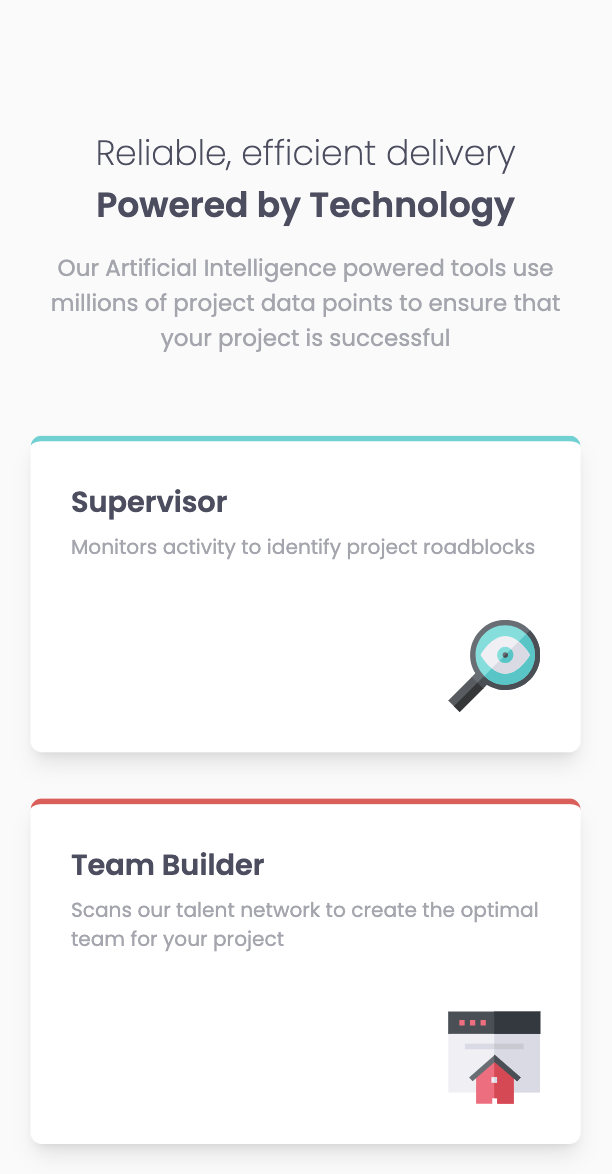 Reliable, efficient delivery
Powered by Technology
Our Artificial Intelligence powered tools use
millions of project data points to ensure that
your project is successful
Supervisor
Monitors activity to identify project roadblocks
Team Builder
Scans our talent network to create the optimal
team for your project